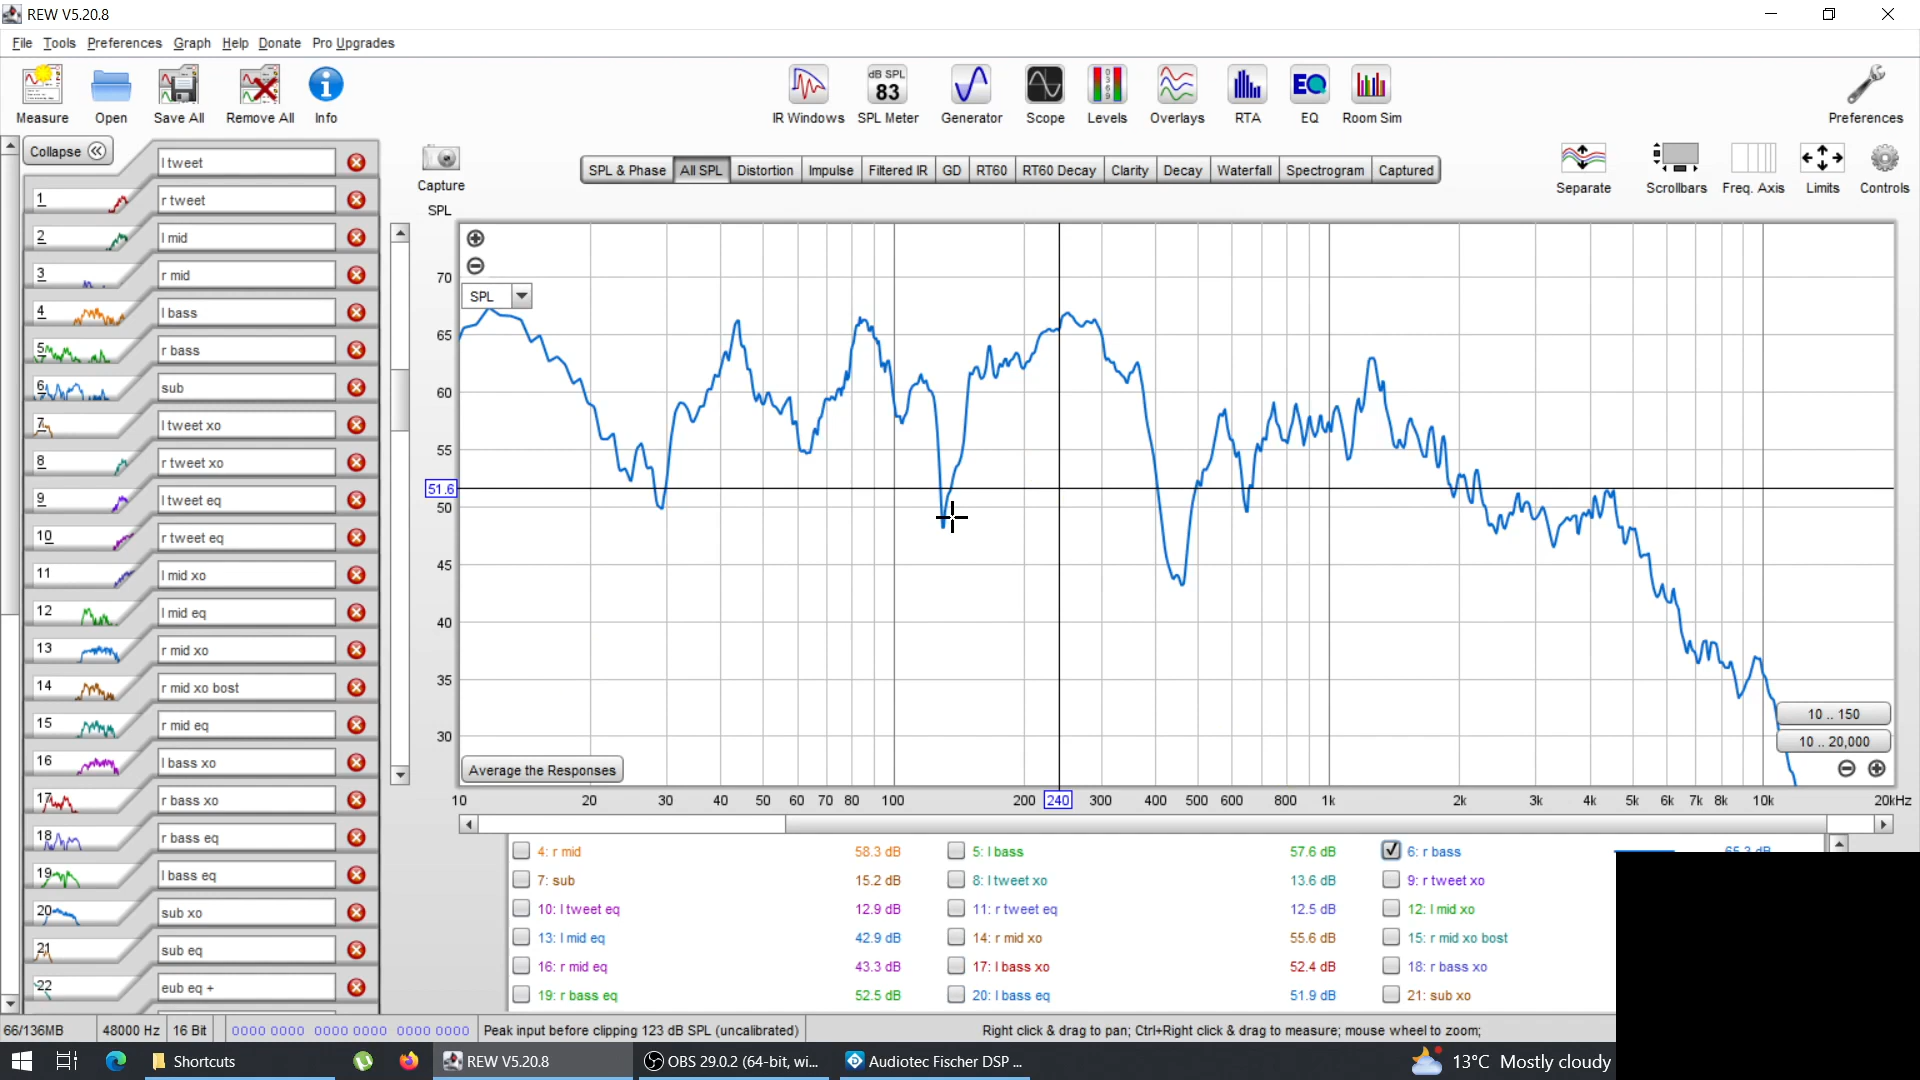 REW V5.20.8
File Tools Preferences Graph Help Donate Pro Upgrades
dB SPL
83
EQ
Measure Open Save All Remove All Info IR Windows SPL Meter Generator Scope Levels Overlays RTA EQ Room Sim Preferences
Collapse
Capture
SPL & Phase All SPL Distortion Impulse Filtered IR GD RT60 RT60 Decay Clarity Decay Waterfall Spectrogram Captured
Separate Scrollbars Freq. Axis Limits Controls
SPL
l tweet
1 r tweet
2 l mid
3 r mid
4 l bass
5 r bass
6 sub
7 l tweet xo
8 r tweet xo
9 l tweet eq
10 r tweet eq
11 l mid xo
12 l mid eq
13 r mid xo
14 r mid xo bost
15 r mid eq
16 l bass xo
17 r bass xo
18 r bass eq
19 l bass eq
20 sub xo
21 sub eq
22 eub eq +
SPL
70
65
60
55
51.6
50
45
40
35
30
10 .. 150
10 .. 20,000
Average the Responses
10 20 30 40 50 60 70 80 100 200 240 300 400 500 600 800 1k 2k 3k 4k 5k 6k 7k 8k 10k 20kHz
4: r mid 58.3 dB 5: l bass 57.6 dB 6: r bass
7: sub 15.2 dB 8: l tweet xo 13.6 dB 9: r tweet xo
10: l tweet eq 12.9 dB 11: r tweet eq 12.5 dB 12: l mid xo
13: l mid eq 42.9 dB 14: r mid xo 55.6 dB 15: r mid xo bost
16: r mid eq 43.3 dB 17: l bass xo 52.4 dB 18: r bass xo
19: r bass eq 52.5 dB 20: l bass eq 51.9 dB 21: sub xo
66/136MB 48000 Hz 16 Bit 0000 0000 0000 0000 0000 0000 Peak input before clipping 123 dB SPL (uncalibrated) Right click & drag to pan; Ctrl+Right click & drag to measure; mouse wheel to zoom;
Shortcuts REW V5.20.8 OBS 29.0.2 (64-bit, wi... Audiotec Fischer DSP ... 13°C Mostly cloudy